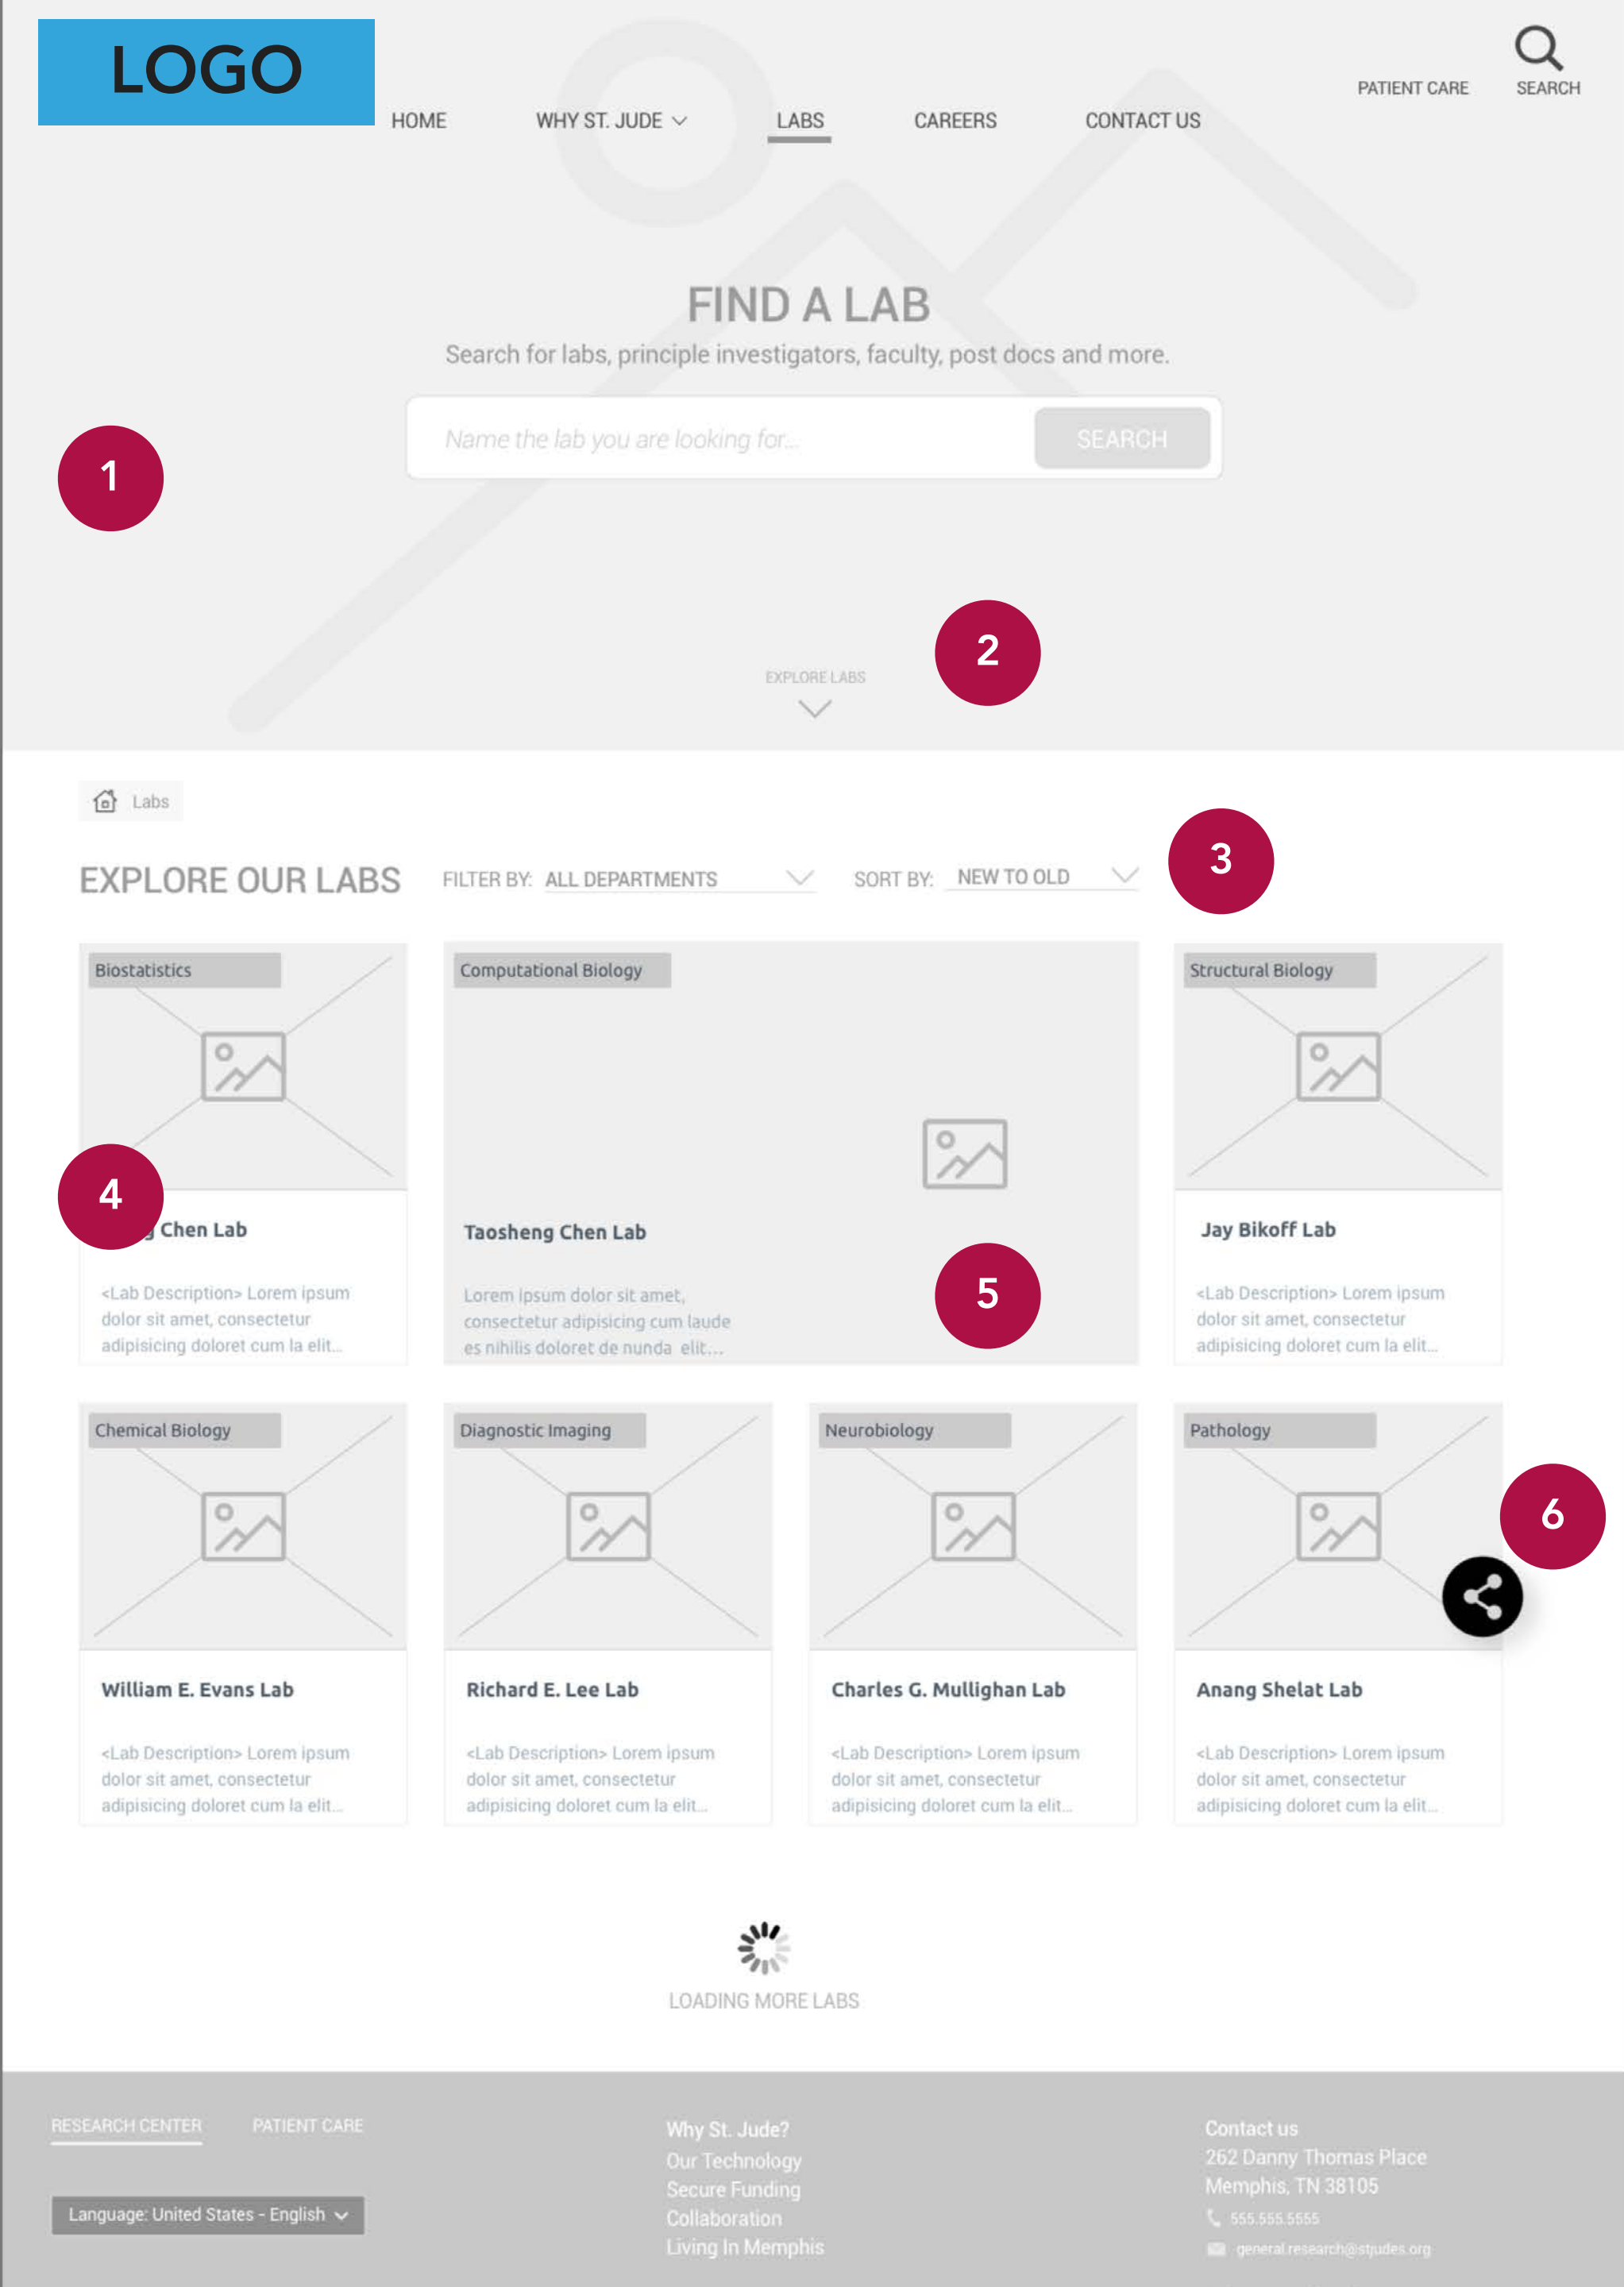 LOGO
PATIENT CARE
SEARCH
HOME
WHY ST. JUDE
LABS
CAREERS
CONTACT US
FIND A LAB
Search for labs, principle investigators, faculty, post docs and more.
Name the lab you are looking for...
SEARCH
1
2
EXPLORE LABS
Labs
3
EXPLORE OUR LABS
FILTER BY: ALL DEPARTMENTS
SORT BY: NEW TO OLD
Biostatistics
Computational Biology
Structural Biology
4
Chen Lab
<Lab Description> Lorem ipsum
dolor sit amet, consectetur
adipisicing doloret cum la elit...
Taosheng Chen Lab
Lorem ipsum dolor sit amet,
consectetur adipisicing cum laude
es nihilis doloret de nunda elit...
5
Jay Bikoff Lab
<Lab Description> Lorem ipsum
dolor sit amet, consectetur
adipisicing doloret cum la elit...
Chemical Biology
Diagnostic Imaging
Neurobiology
Pathology
6
William E. Evans Lab
<Lab Description> Lorem ipsum
dolor sit amet, consectetur
adipisicing doloret cum la elit...
Richard E. Lee Lab
<Lab Description> Lorem ipsum
dolor sit amet, consectetur
adipisicing doloret cum la elit...
Charles G. Mullighan Lab
<Lab Description> Lorem ipsum
dolor sit amet, consectetur
adipisicing doloret cum la elit...
Anang Shelat Lab
<Lab Description> Lorem ipsum
dolor sit amet, consectetur
adipisicing doloret cum la elit...
LOADING MORE LABS
RESEARCH CENTER
PATIENT CARE
Language: United States - English
Why St. Jude?
Our Technology
Secure Funding
Collaboration
Living In Memphis
Contact us
262 Danny Thomas Place
Memphis, TN 38105
555.555.5555
general.research@stjudes.org